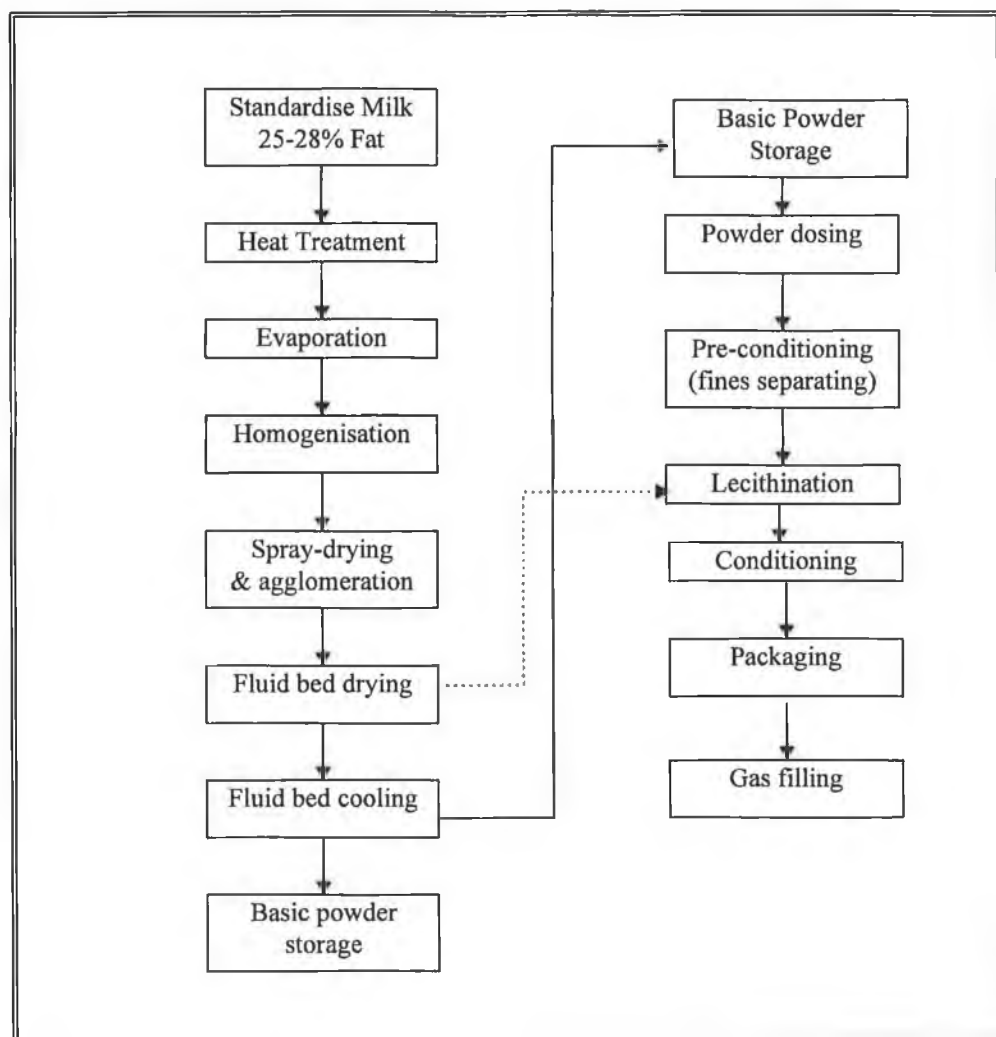 Standardise Milk
25-28% Fat
Heat Treatment
Evaporation
Homogenisation
Spray-drying
& agglomeration
Fluid bed drying
Fluid bed cooling
Basic powder
storage
Basic Powder
Storage
Powder dosing
Pre-conditioning
(fines separating)
Lecithination
Conditioning
Packaging
Gas filling